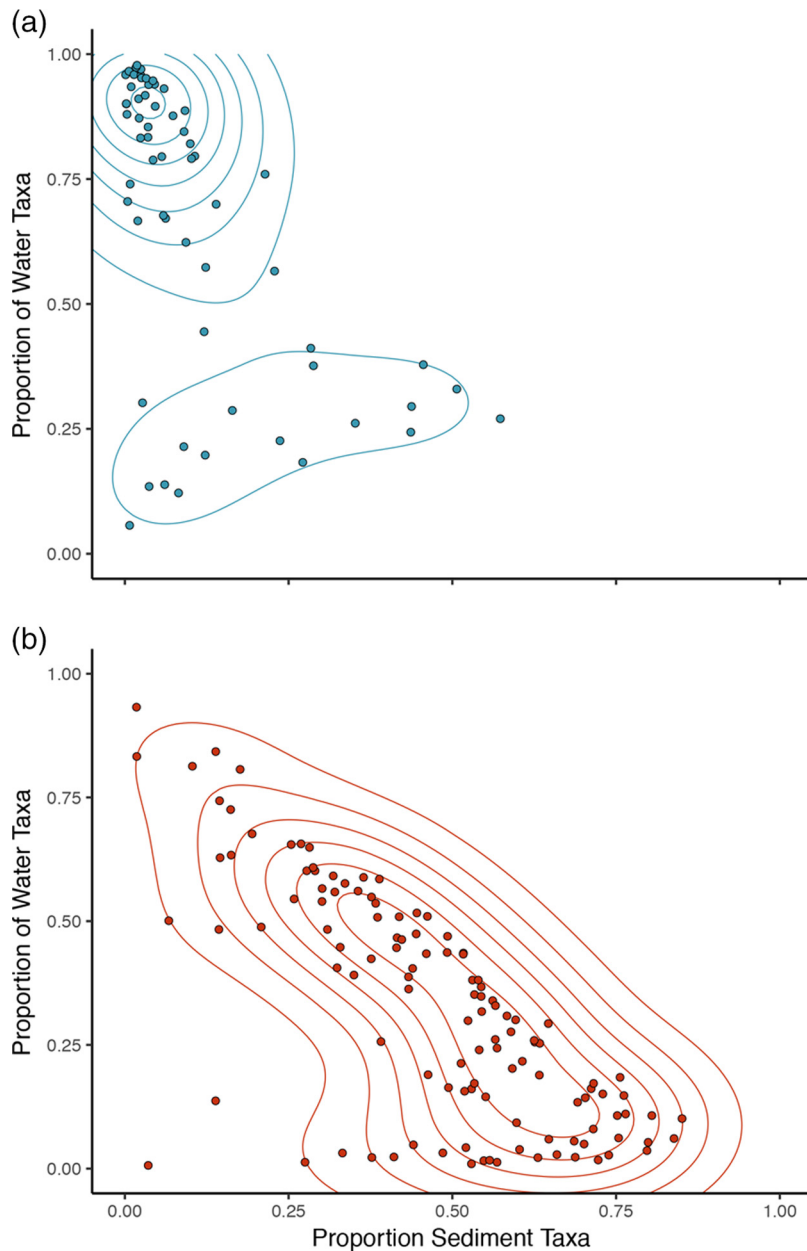 (a)
1.00
0.75
0.50
0.25
0.00
Proportion of Water Taxa
(b)
1.00
0.75
0.50
0.25
0.00
Proportion of Water Taxa
0.00 0.25 0.50 0.75 1.00
Proportion Sediment Taxa